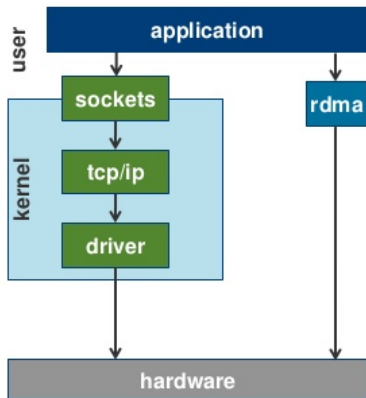 application
user
sockets
rdma
kernel
tcp/ip
driver
hardware